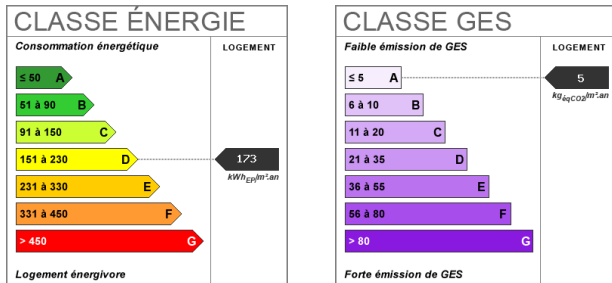 CLASSE ÉNERGIE
Consommation énergétique
LOGEMENT
≤ 50 A
51 à 90 B
91 à 150 C
151 à 230 D
173
kWhEP/m².an
231 à 330 E
331 à 450 F
> 450 G
Logement énergivore
CLASSE GES
Faible émission de GES
LOGEMENT
≤ 5 A
5
kgéqCO2/m².an
6 à 10 B
11 à 20 C
21 à 35 D
36 à 55 E
56 à 80 F
> 80 G
Forte émission de GES